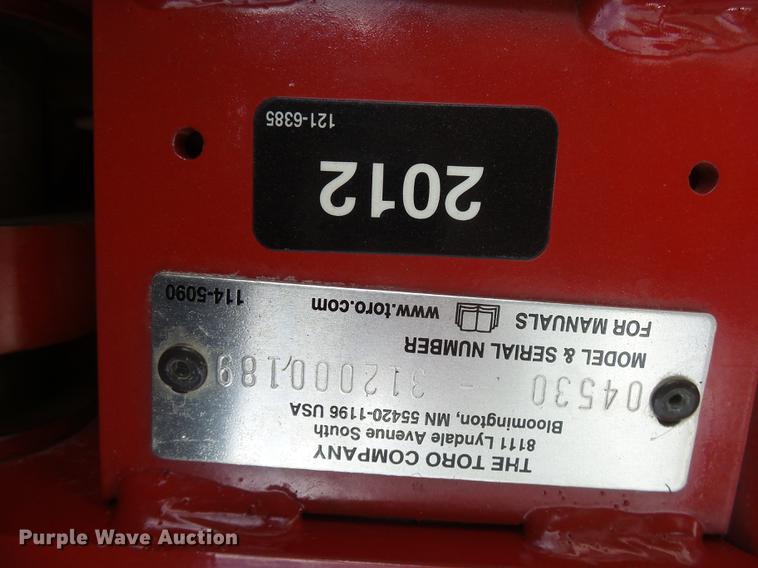 THE TORO COMPANY
8111 Lyndale Avenue South
Bloomington, MN 55420-1196 USA
04530 - 312000189
MODEL & SERIAL NUMBER
FOR MANUALS www.toro.com
114-5090
2012
121-6385
Purple Wave Auction